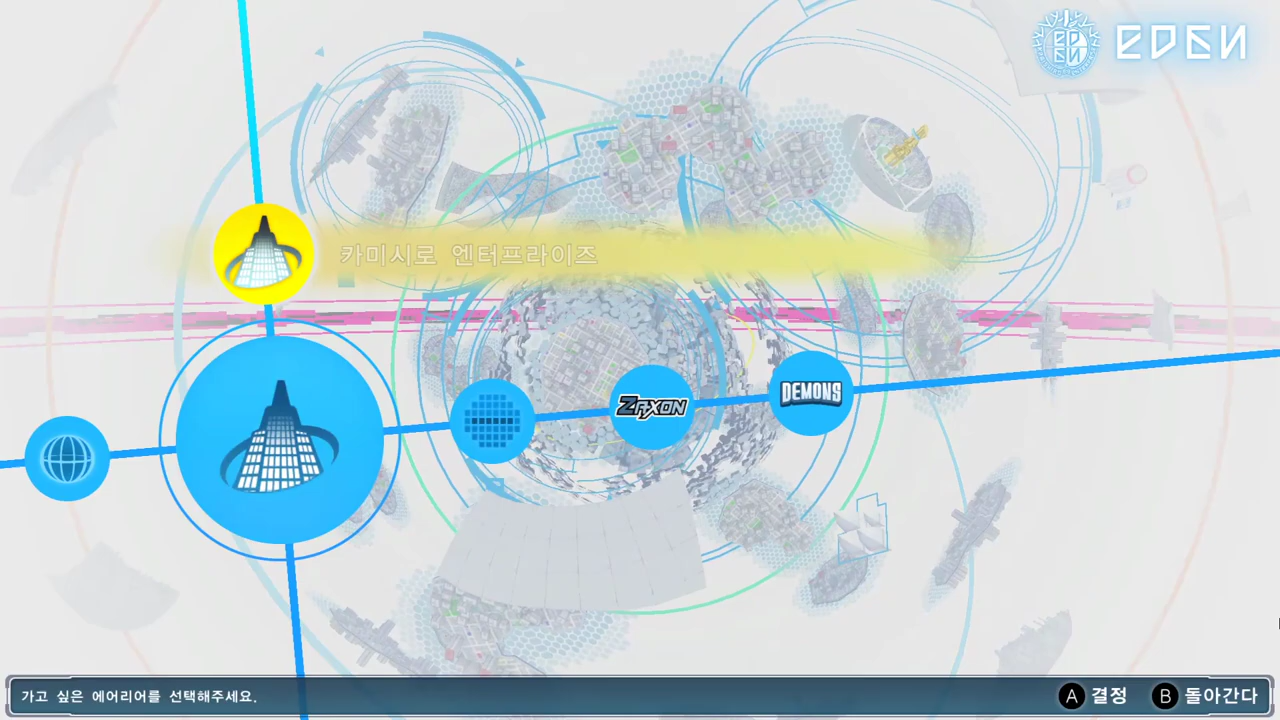 EDEN
카미시로 엔터프라이즈
ZAXON
DEMONS
가고 싶은 에어리어를 선택해주세요.
A 결정 B 돌아간다